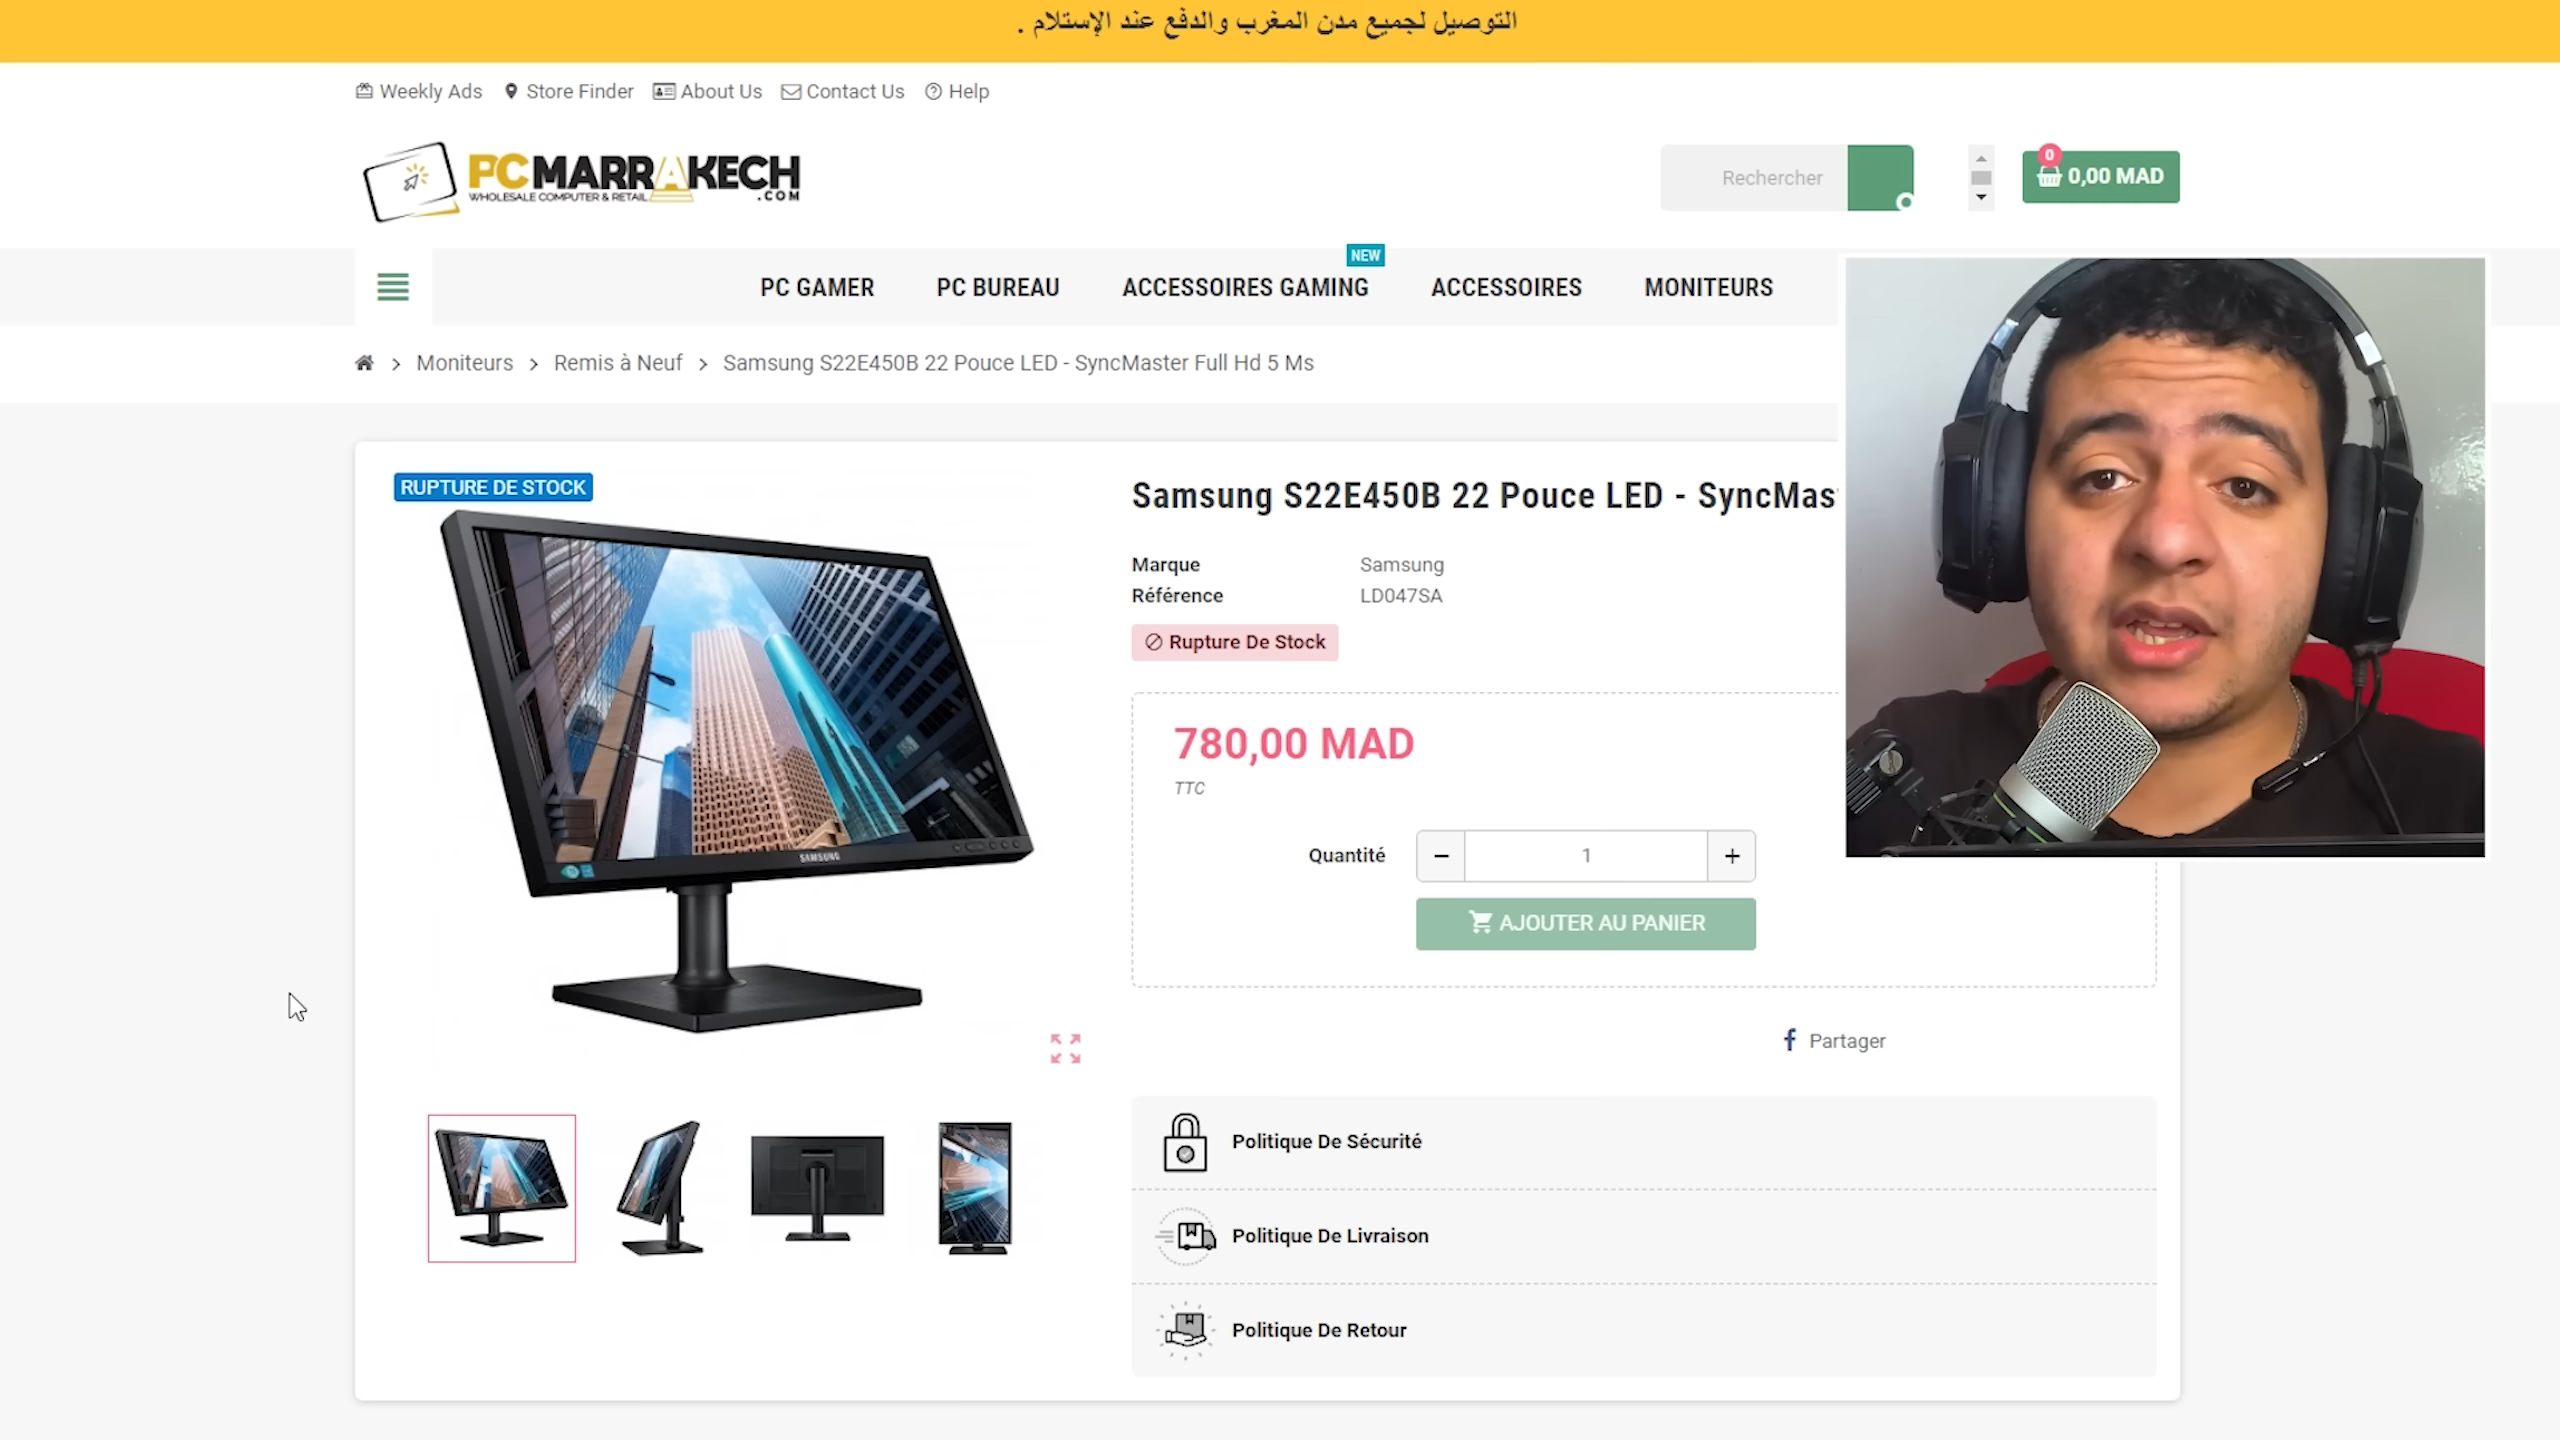 التوصيل لجميع مدن المغرب والدفع عند الإستلام .
Weekly Ads Store Finder About Us Contact Us Help
PCMARRAKECH
WHOLESALE COMPUTER & RETAIL .COM
Rechercher
0
0,00 MAD
NEW
PC GAMER PC BUREAU ACCESSOIRES GAMING ACCESSOIRES MONITEURS
Moniteurs > Remis à Neuf > Samsung S22E450B 22 Pouce LED - SyncMaster Full Hd 5 Ms
RUPTURE DE STOCK
SAMSUNG
Samsung S22E450B 22 Pouce LED - SyncMas
Marque Samsung
Référence LD047SA
Rupture De Stock
780,00 MAD
TTC
Quantité − 1 +
AJOUTER AU PANIER
Partager
Politique De Sécurité
Politique De Livraison
Politique De Retour